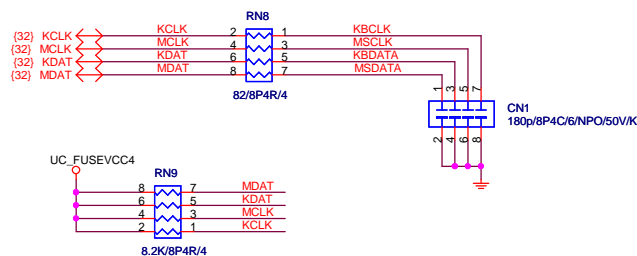 RN8
{32} KCLK KCLK 2 1 KBCLK
{32} MCLK MCLK 4 3 MSCLK
{32} KDAT KDAT 6 5 KBDATA
{32} MDAT MDAT 8 7 MSDATA
82/8P4R/4
1 3 5 7
CN1
180p/8P4C/6/NPO/50V/K
2 4 6 8
UC_FUSEVCC4
RN9
8 7 MDAT
6 5 KDAT
4 3 MCLK
2 1 KCLK
8.2K/8P4R/4